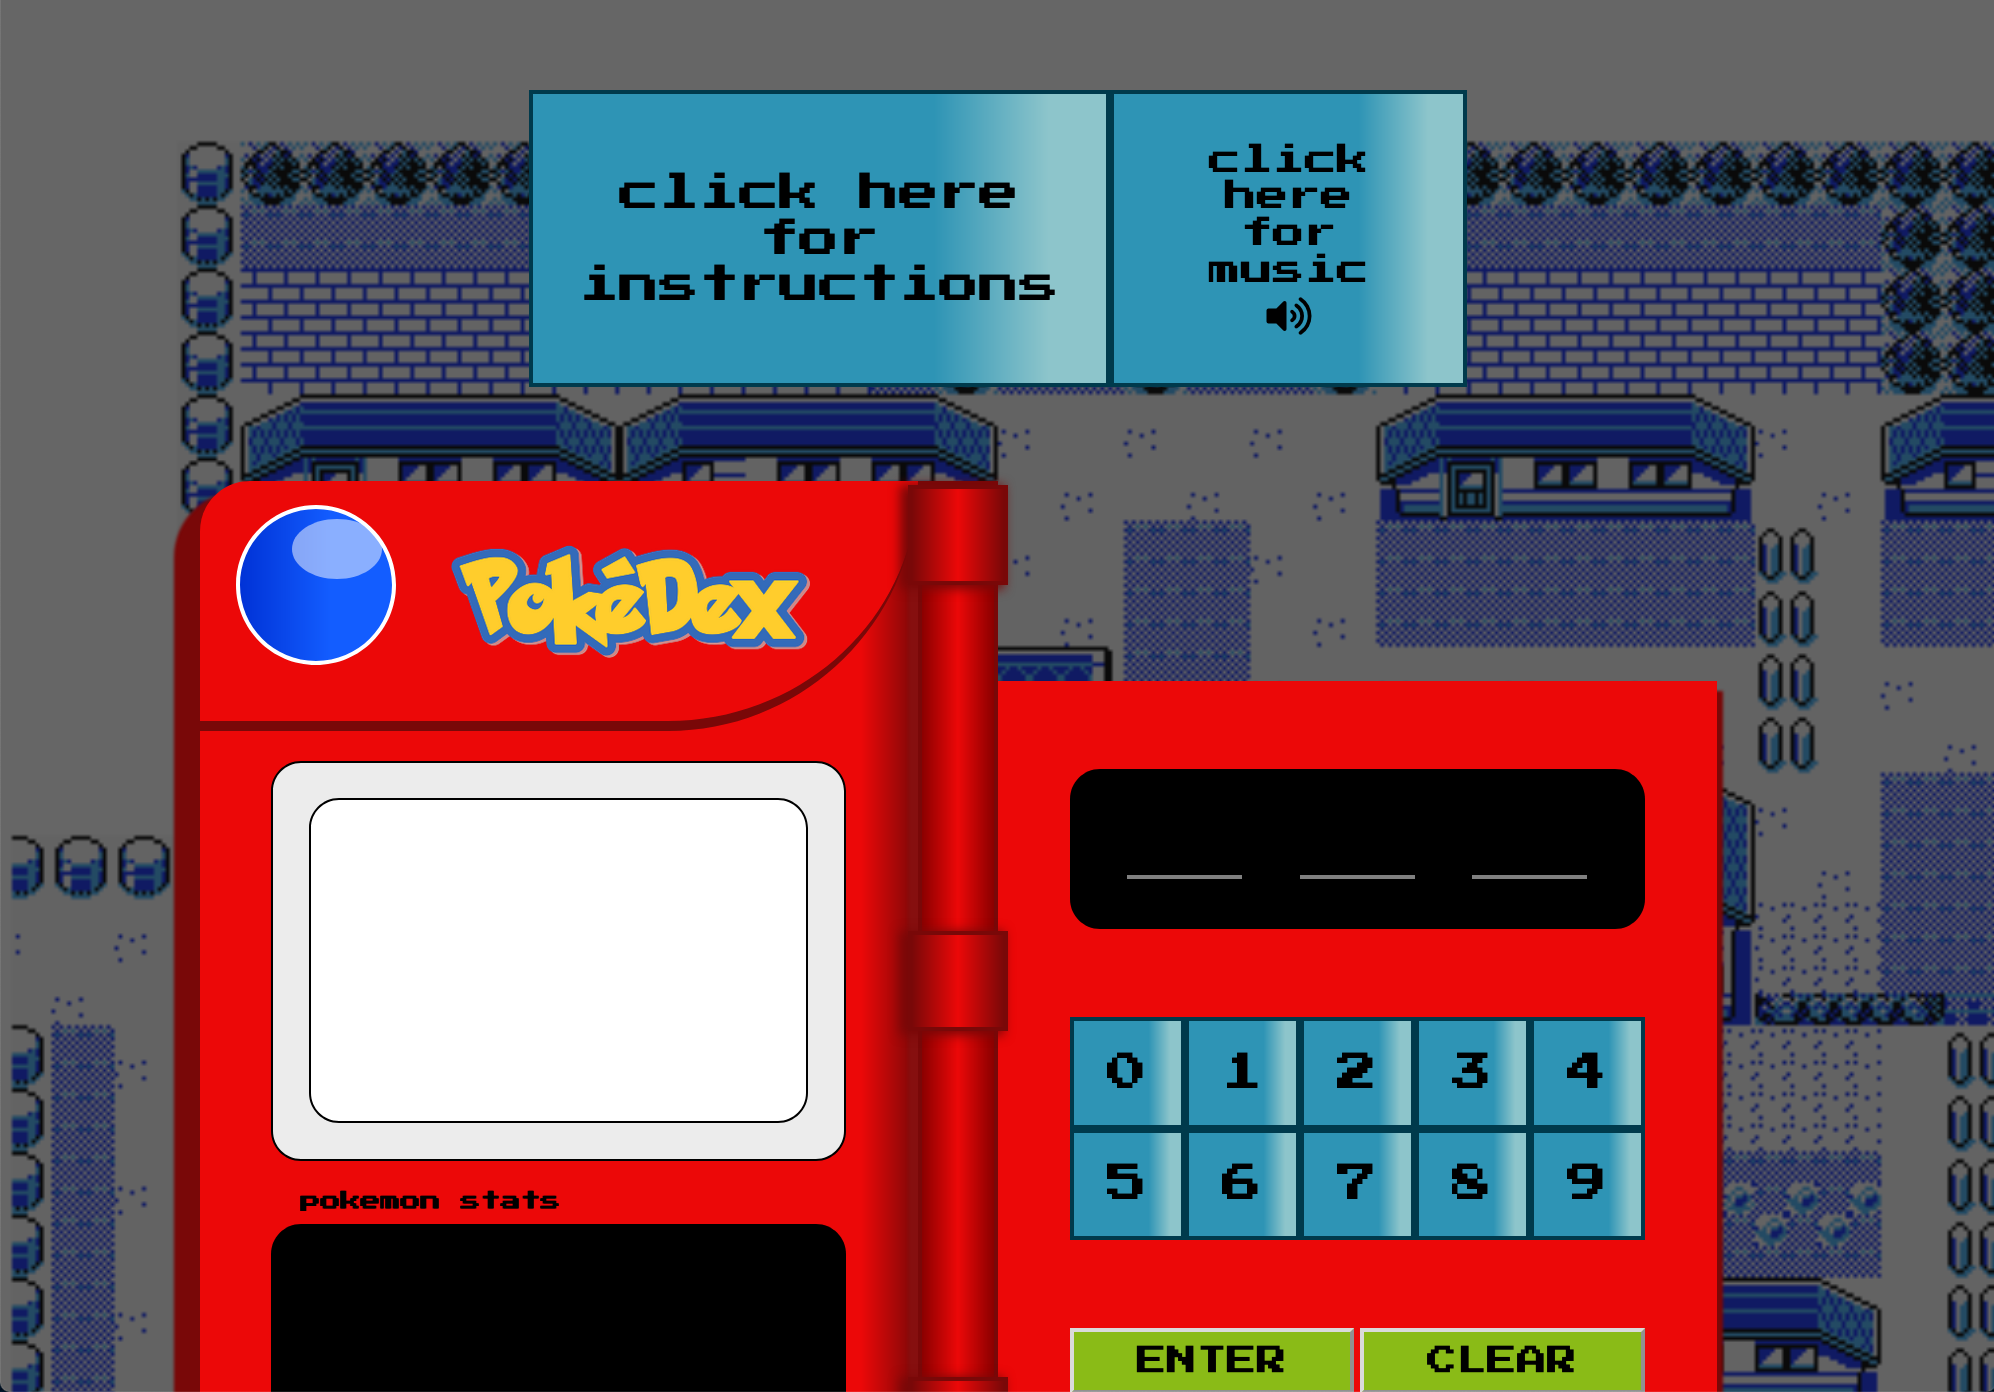 click here
for
instructions
click
here
for
music
PokéDex
pokemon stats
0 1 2 3 4
5 6 7 8 9
ENTER CLEAR